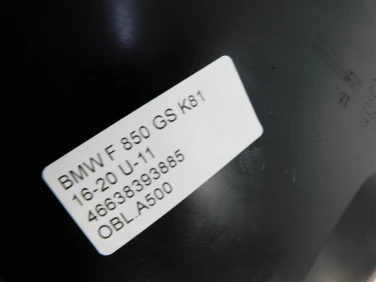 BMW F 850 GS K81
16-20 U-11
46638393885
OBL.A500